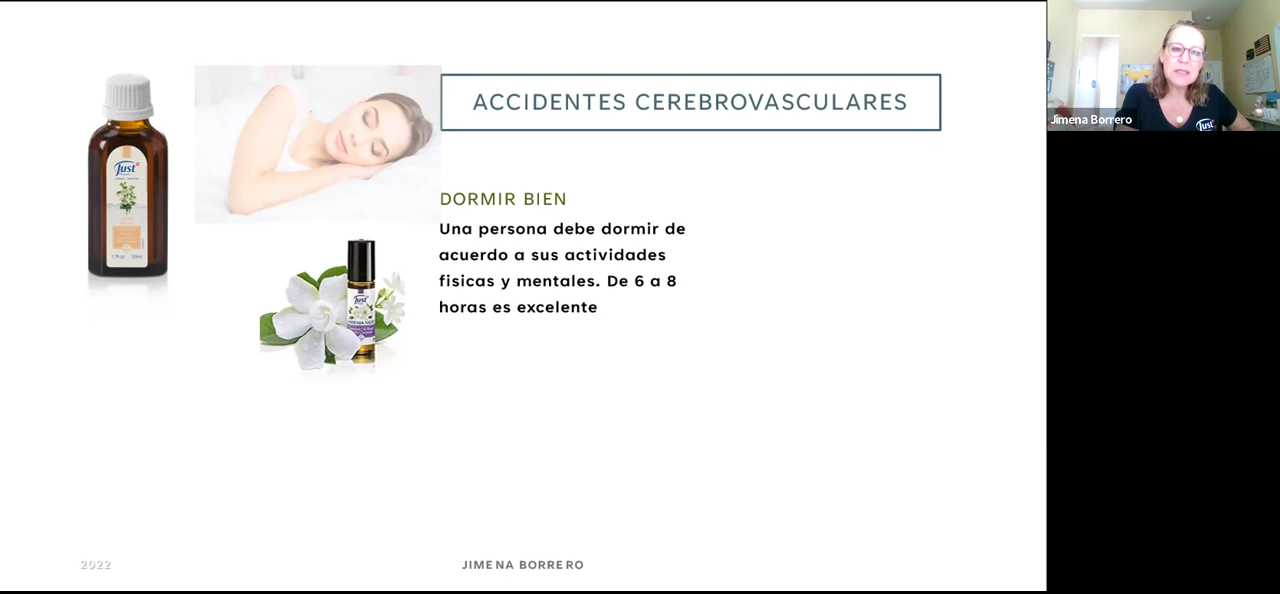 ACCIDENTES CEREBROVASCULARES
Jimena Borrero
Just
Just
DORMIR BIEN
Una persona debe dormir de
acuerdo a sus actividades
fisicas y mentales. De 6 a 8
horas es excelente
Just
2022
JIMENA BORRERO